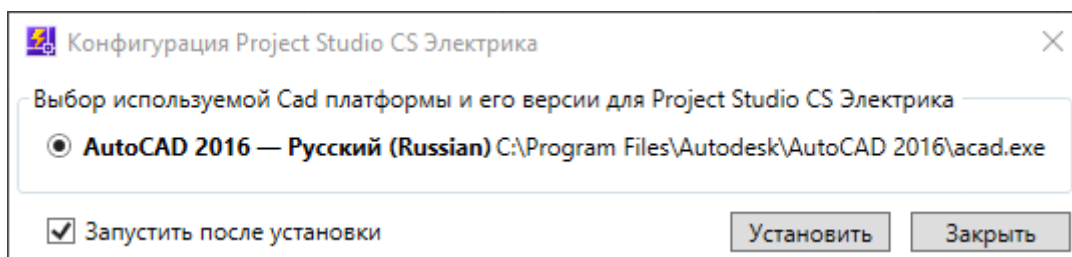 Конфигурация Project Studio CS Электрика
Выбор используемой Cad платформы и его версии для Project Studio CS Электрика
AutoCAD 2016 — Русский (Russian) C:\Program Files\Autodesk\AutoCAD 2016\acad.exe
Запустить после установки
Установить
Закрыть